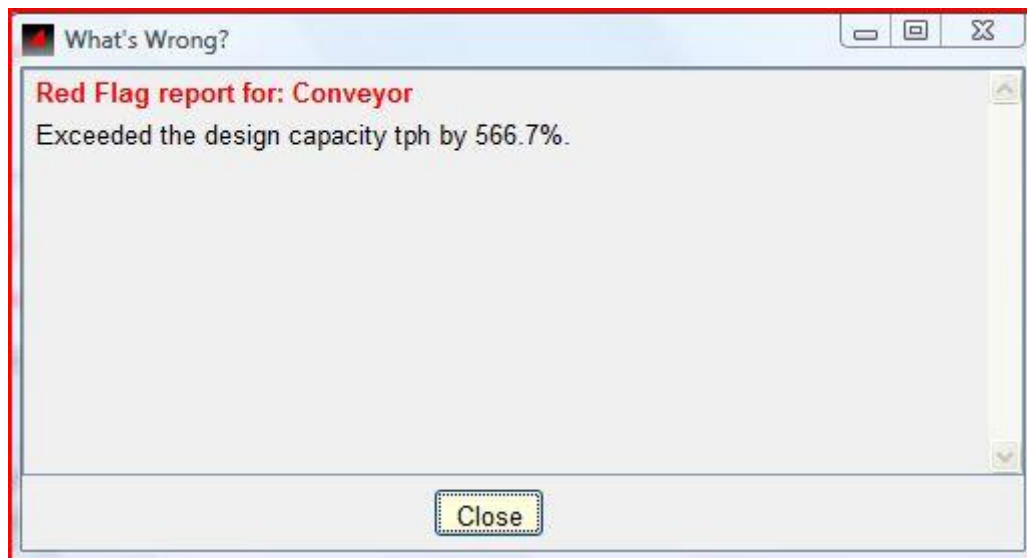 What's Wrong?
Red Flag report for: Conveyor
Exceeded the design capacity tph by 566.7%.
Close